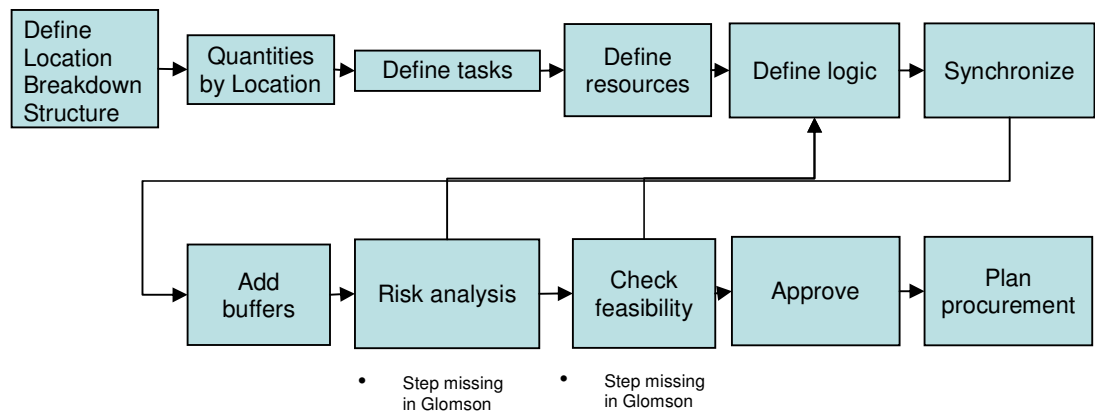 Define
Location
Breakdown
Structure
Quantities
by Location
Define tasks
Define
resources
Define logic
Synchronize
Add
buffers
Risk analysis
Check
feasibility
Approve
Plan
procurement
• Step missing
in Glomson
• Step missing
in Glomson